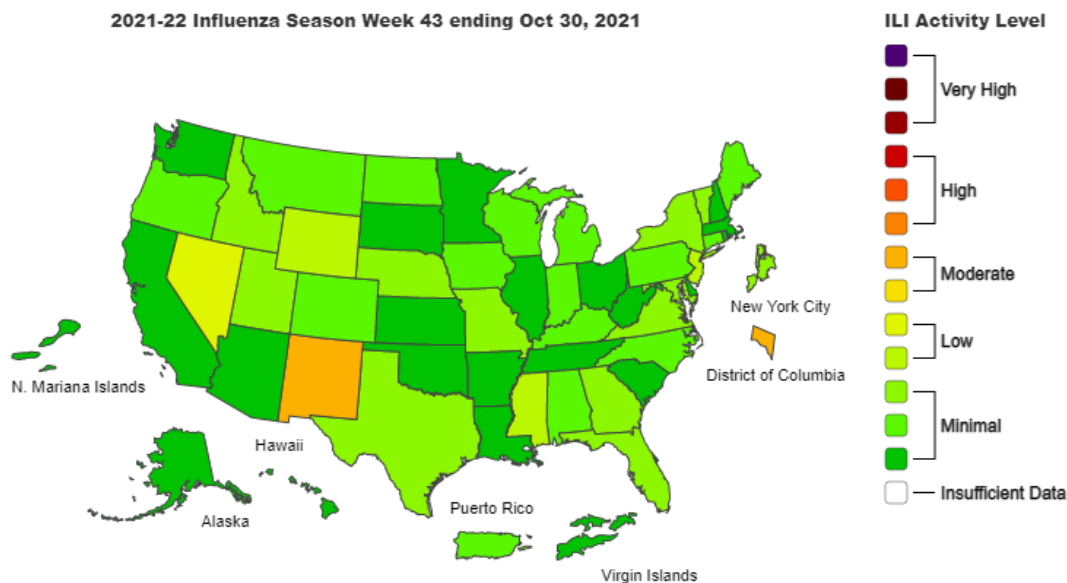 2021-22 Influenza Season Week 43 ending Oct 30, 2021
ILI Activity Level
Very High
High
Moderate
Low
Minimal
Insufficient Data
New York City
District of Columbia
N. Mariana Islands
Hawaii
Alaska
Puerto Rico
Virgin Islands